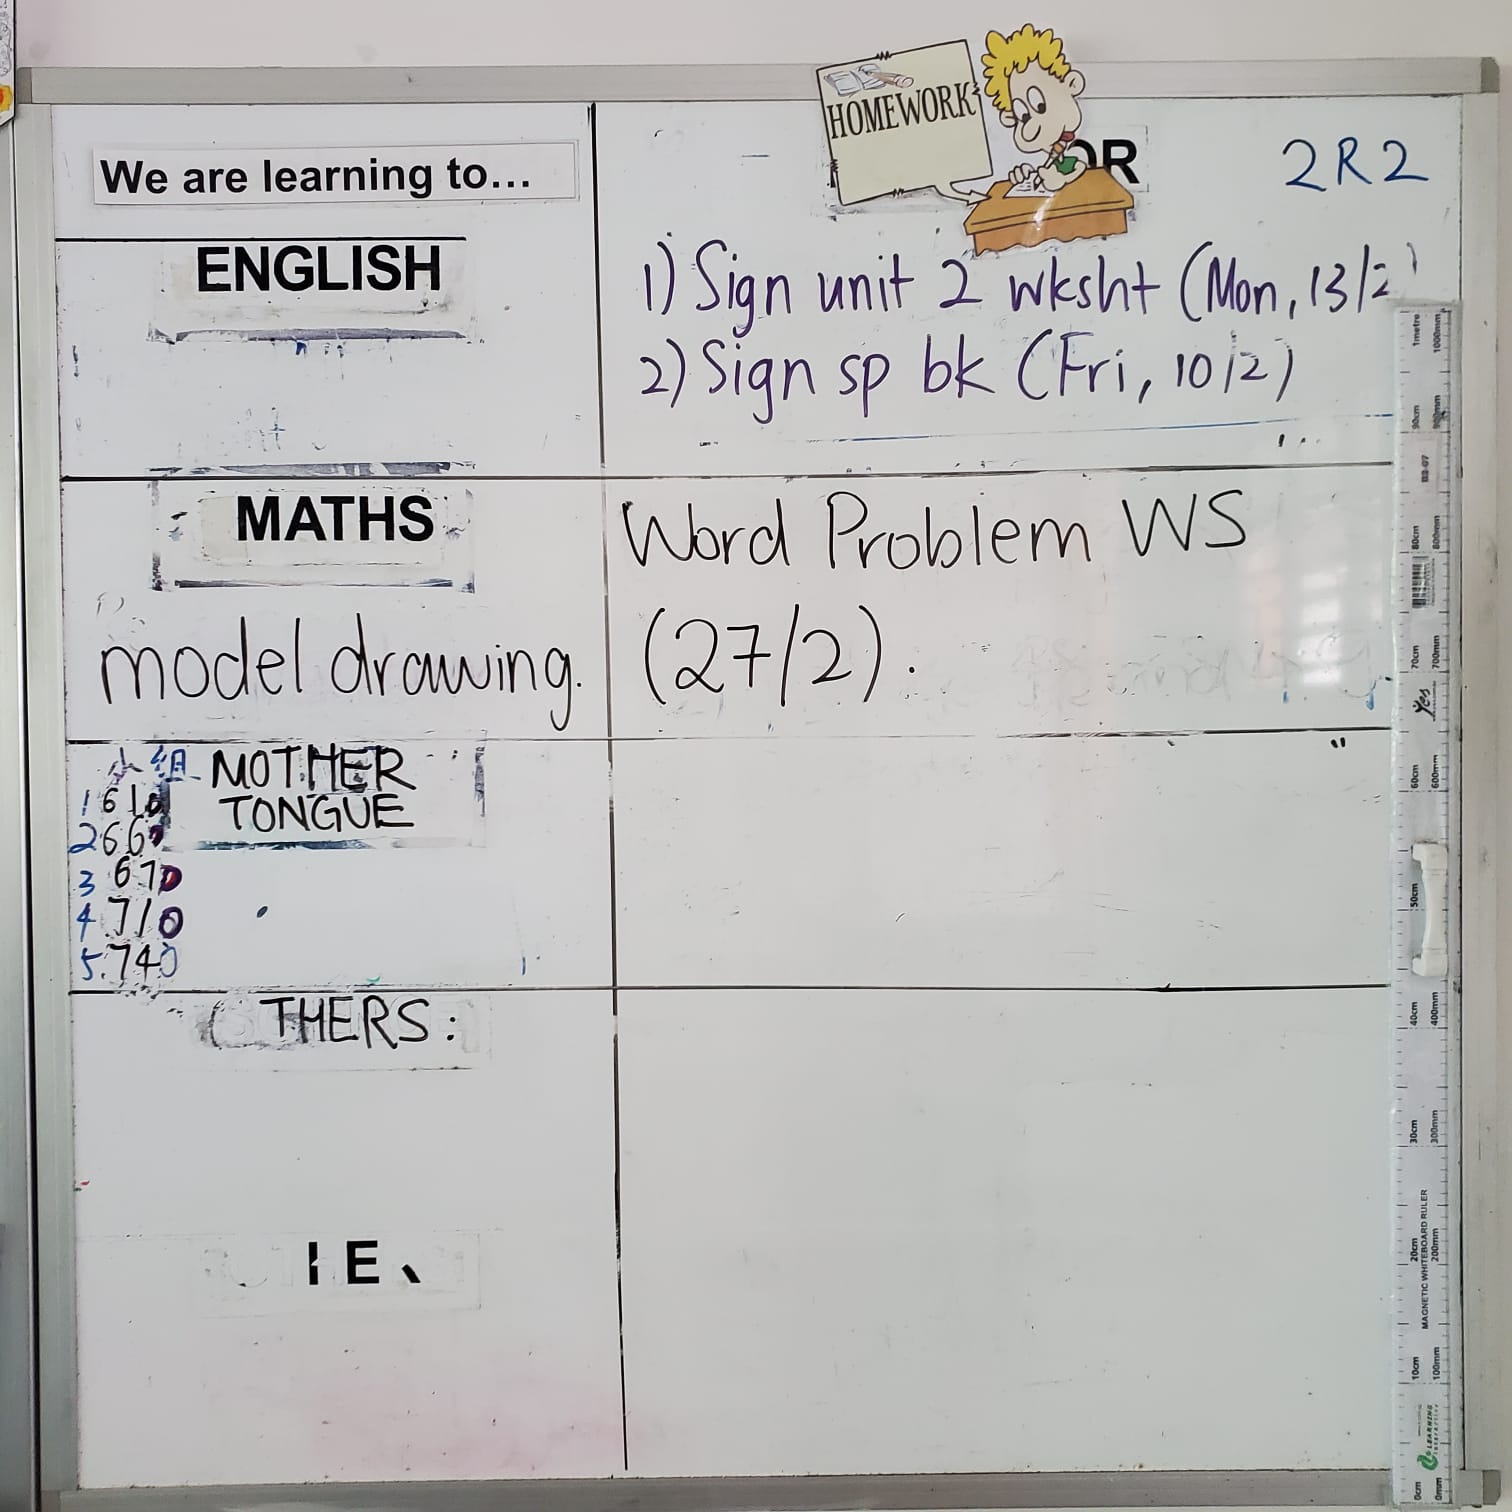 HOMEWORK
We are learning to...
OR
2R2
ENGLISH
1) Sign unit 2 wksht (Mon, 13/2
2) Sign sp bk (Fri, 10/2)
MATHS
Word Problem WS
model drawing.
(27/2).
小组
MOTHER
TONGUE
1 610
2 660
3 670
4.710
5.740
THERS:
I E
1metre 1000mm
90cm 900mm
80cm 800mm
70cm 700mm
Yes
60cm 600mm
50cm
40cm 400mm
30cm 300mm
MAGNETIC WHITEBOARD RULER
20cm 200mm
10cm 100mm
LEARNING
0cm 0mm